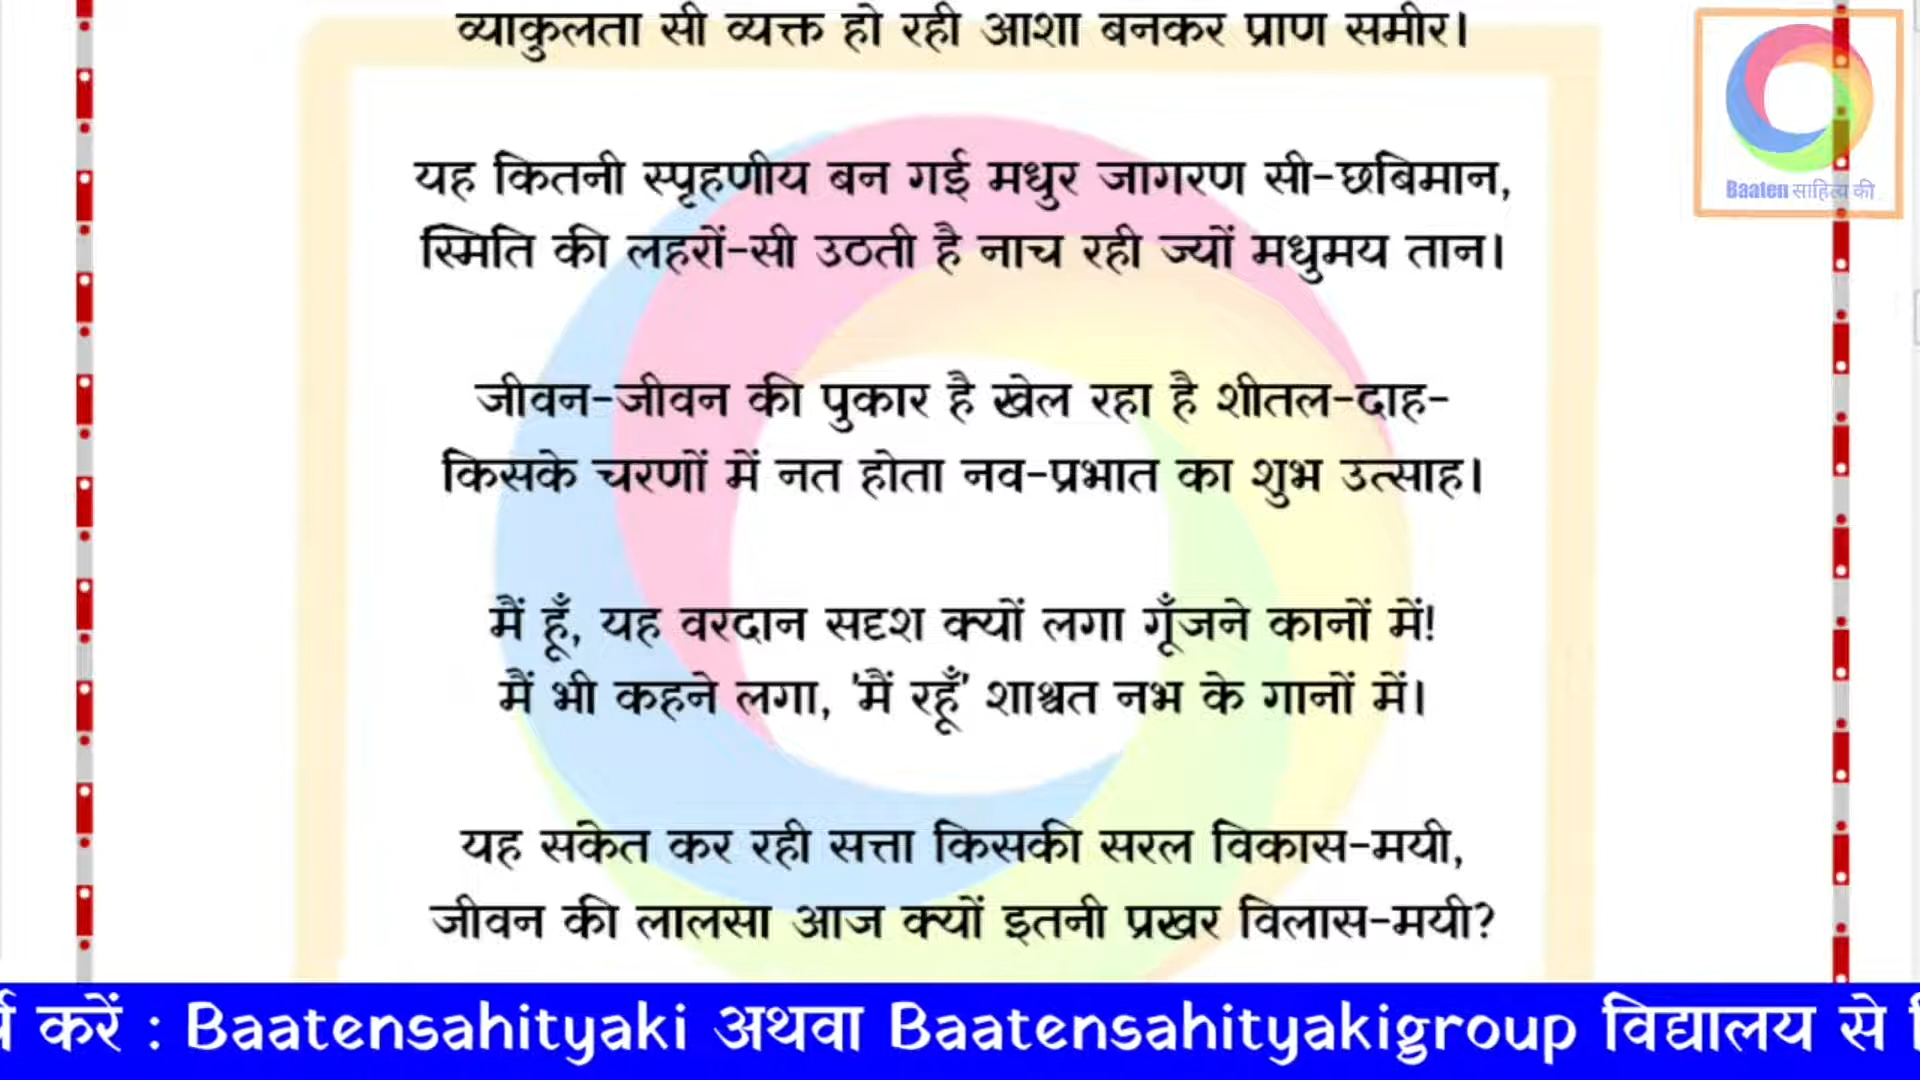 व्याकुलता सी व्यक्त हो रही आशा बनकर प्राण समीर।
यह कितनी स्पृहणीय बन गई मधुर जागरण सी-छबिमान,
स्मिति की लहरों-सी उठती है नाच रही ज्यों मधुमय तान।
जीवन-जीवन की पुकार है खेल रहा है शीतल-दाह-
किसके चरणों में नत होता नव-प्रभात का शुभ उत्साह।
मैं हूँ, यह वरदान सदृश क्यों लगा गूँजने कानों में!
मैं भी कहने लगा, 'मैं रहूँ' शाश्वत नभ के गानों में।
यह सकेत कर रही सत्ता किसकी सरल विकास-मयी,
जीवन की लालसा आज क्यों इतनी प्रखर विलास-मयी?
Baaten साहित्य की
करें : Baatensahityaki अथवा Baatensahityakigroup विद्यालय से